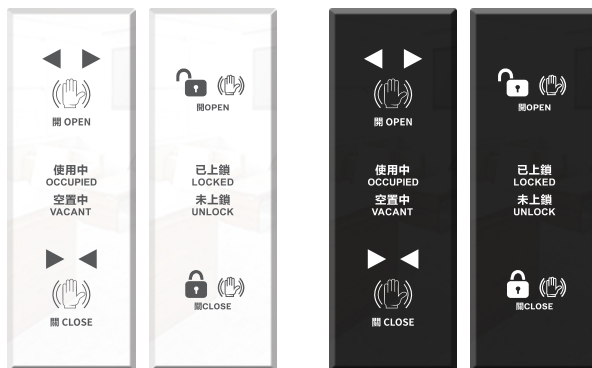 開 OPEN
使用中
OCCUPIED
空置中
VACANT
關 CLOSE
開OPEN
已上鎖
LOCKED
未上鎖
UNLOCK
關CLOSE
開 OPEN
使用中
OCCUPIED
空置中
VACANT
關 CLOSE
開OPEN
已上鎖
LOCKED
未上鎖
UNLOCK
關CLOSE